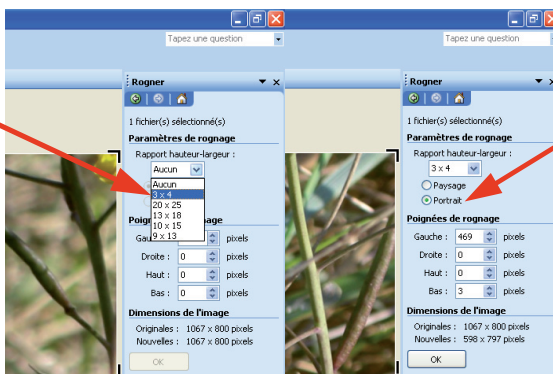 Tapez une question
Rogner
1 fichier(s) sélectionné(s)
Paramètres de rognage
Rapport hauteur-largeur :
Aucun
Aucun
3 x 4
20 x 25
13 x 18
10 x 15
9 x 13
Gau
pixels
Droite : 0 pixels
Haut : 0 pixels
Bas : 0 pixels
Dimensions de l'image
Originales : 1067 x 800 pixels
Nouvelles : 1067 x 800 pixels
OK
Tapez une question
Rogner
1 fichier(s) sélectionné(s)
Paramètres de rognage
Rapport hauteur-largeur :
3 x 4
Paysage
Portrait
Poignées de rognage
Gauche : 469 pixels
Droite : 0 pixels
Haut : 0 pixels
Bas : 3 pixels
Dimensions de l'image
Originales : 1067 x 800 pixels
Nouvelles : 598 x 797 pixels
OK